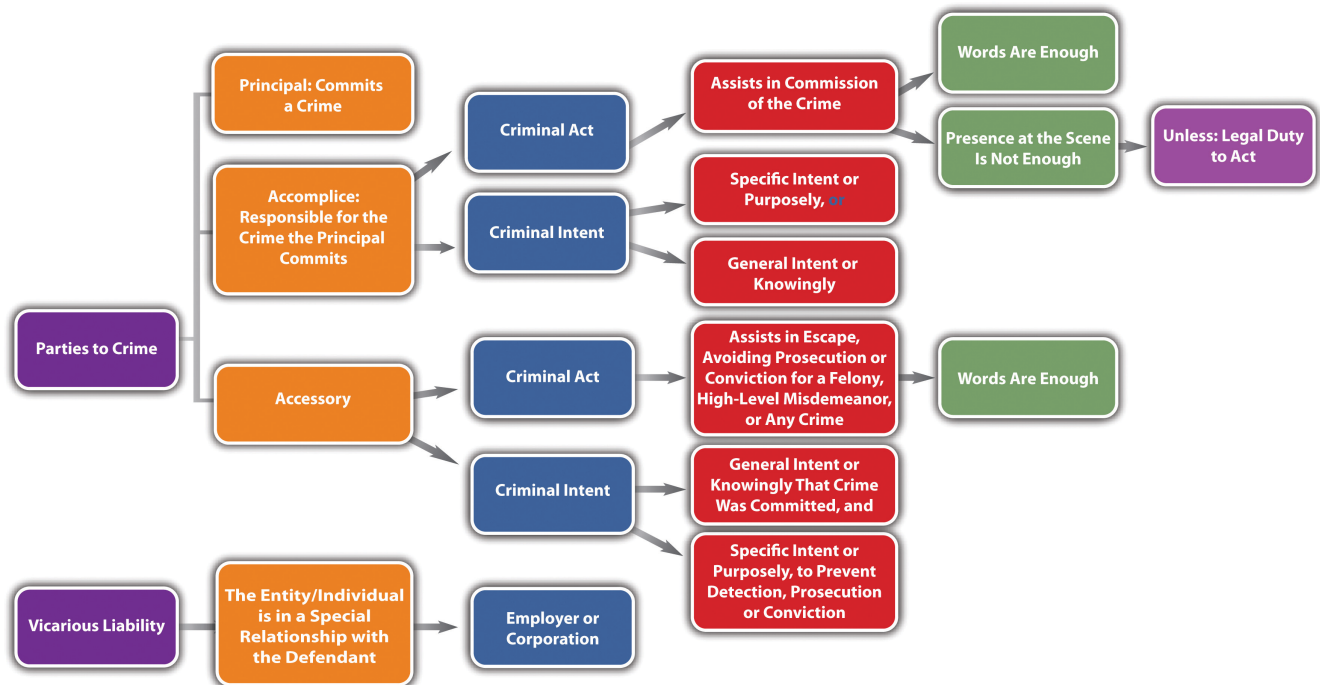 Parties to Crime
Principal: Commits
a Crime
Accomplice:
Responsible for the
Crime the Principal
Commits
Criminal Act
Assists in Commission
of the Crime
Words Are Enough
Presence at the Scene
Is Not Enough
Unless: Legal Duty
to Act
Criminal Intent
Specific Intent or
Purposely, or
General Intent or
Knowingly
Accessory
Criminal Act
Assists in Escape,
Avoiding Prosecution or
Conviction for a Felony,
High-Level Misdemeanor,
or Any Crime
Words Are Enough
Criminal Intent
General Intent or
Knowingly That Crime
Was Committed, and
Specific Intent or
Purposely, to Prevent
Detection, Prosecution
or Conviction
Vicarious Liability
The Entity/Individual
is in a Special
Relationship with
the Defendant
Employer or
Corporation